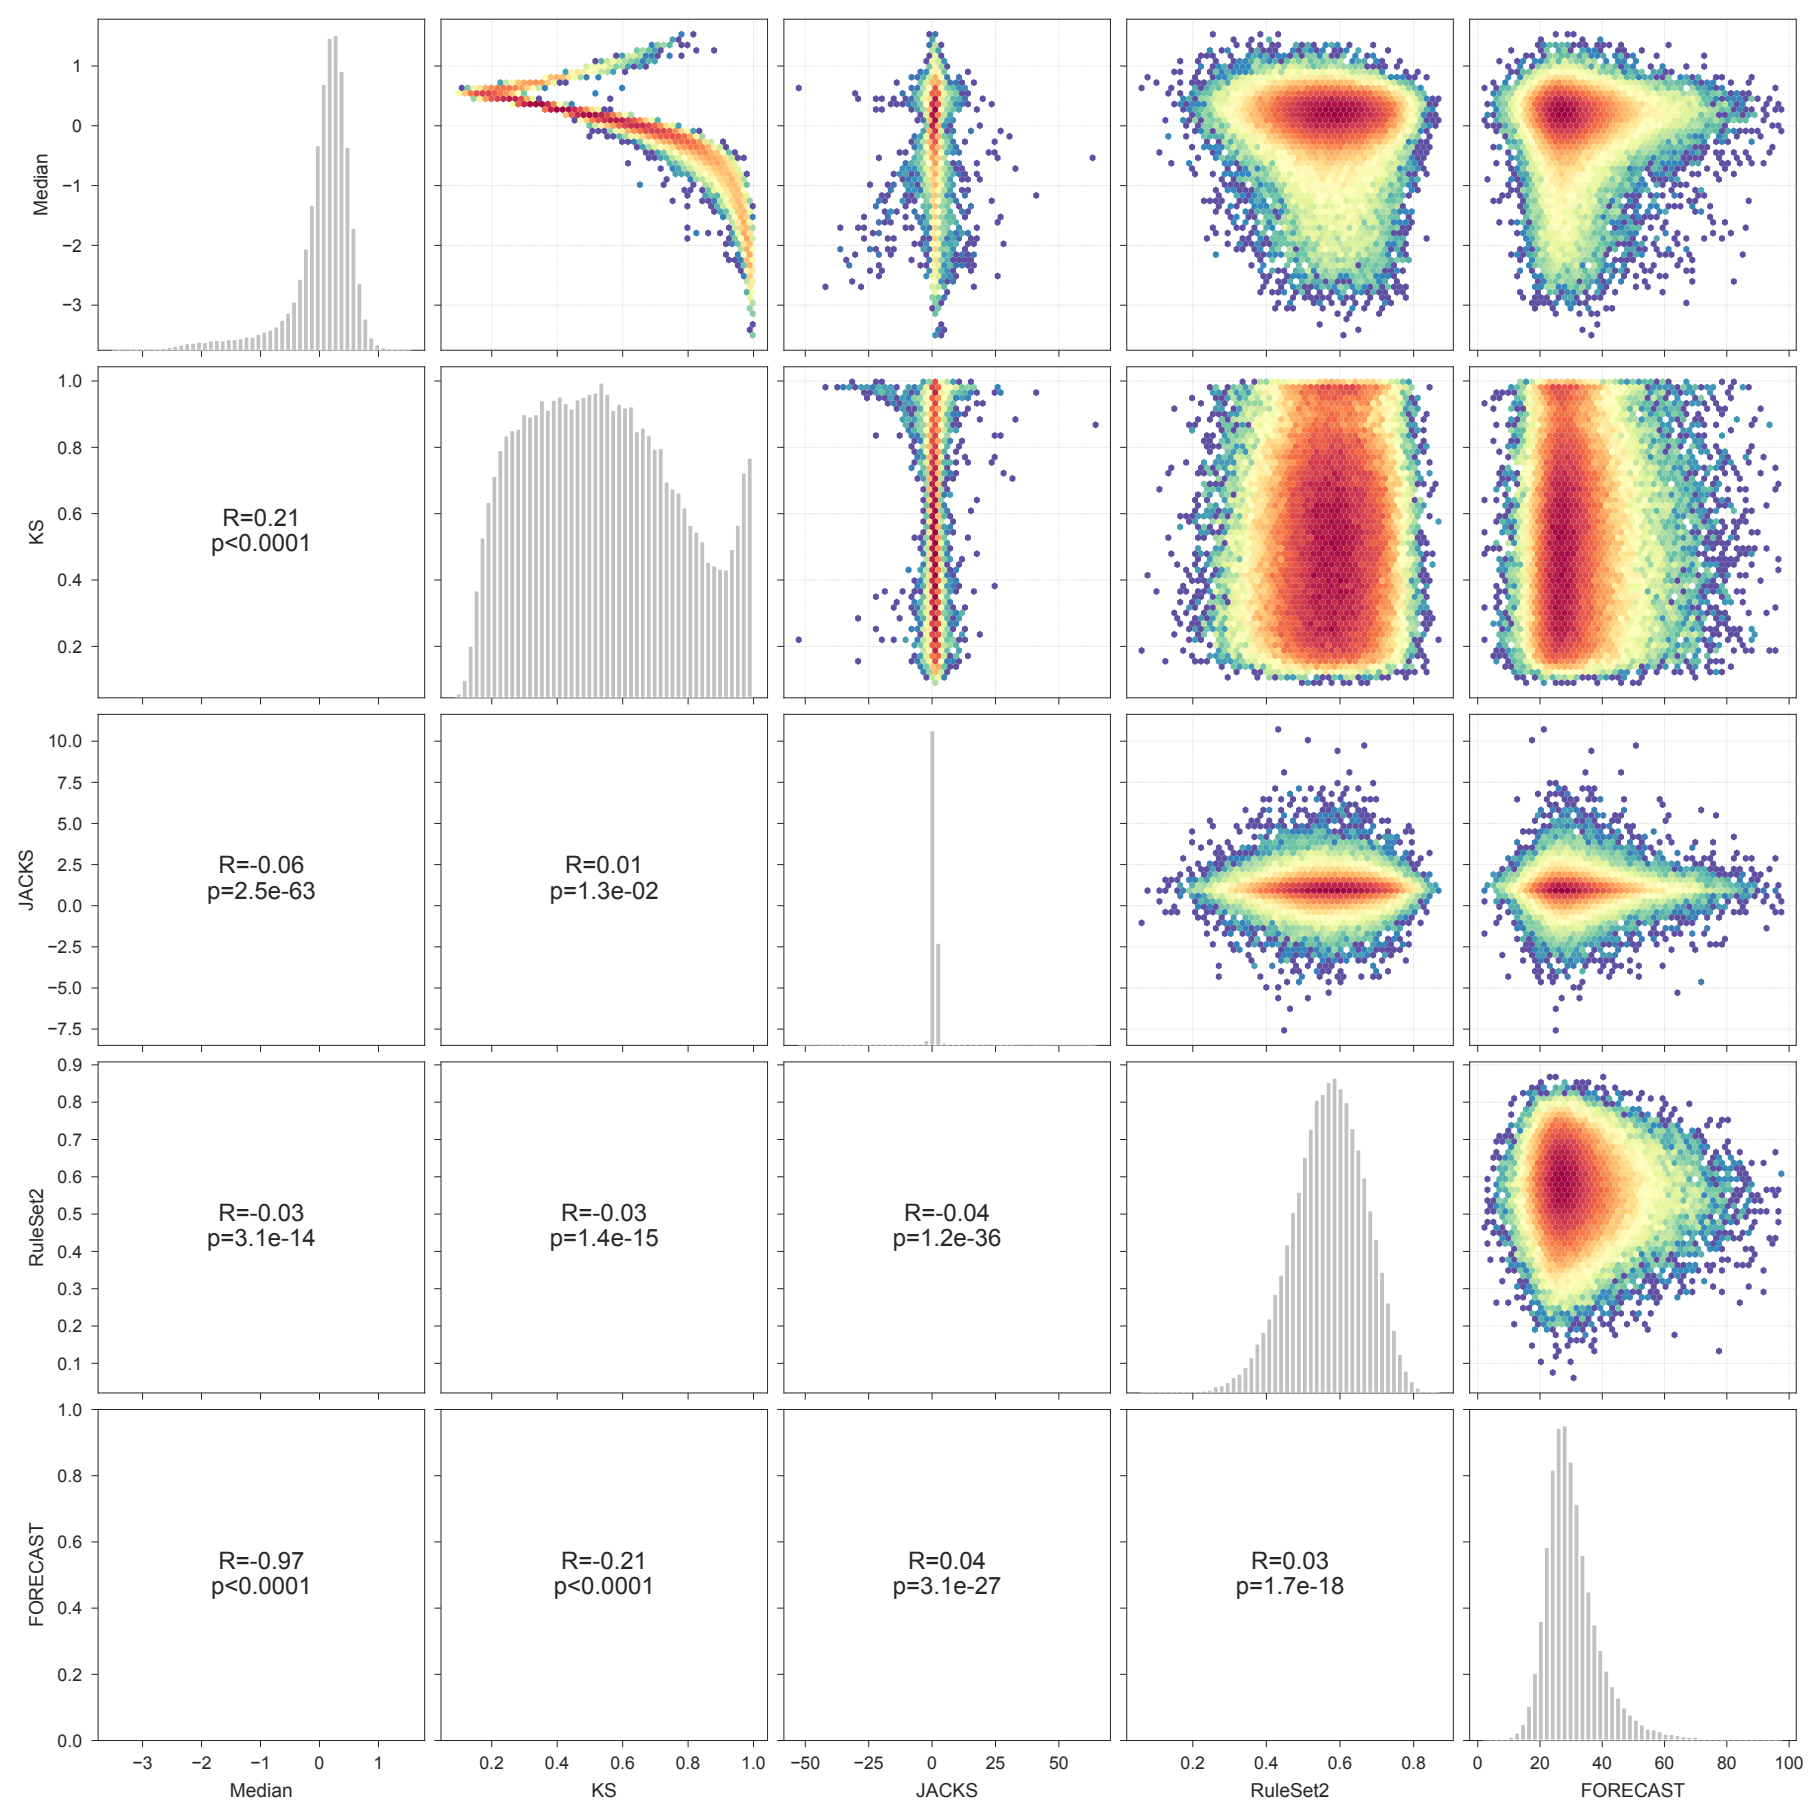 1
0
−1
−2
−3
Median
1.0
0.8
0.6
0.4
0.2
KS
R=0.21
p<0.0001
10.0
7.5
5.0
2.5
0.0
−2.5
−5.0
−7.5
JACKS
R=-0.06
p=2.5e-63
R=0.01
p=1.3e-02
0.9
0.8
0.7
0.6
0.5
0.4
0.3
0.2
0.1
RuleSet2
R=-0.03
p=3.1e-14
R=-0.03
p=1.4e-15
R=-0.04
p=1.2e-36
1.0
0.8
0.6
0.4
0.2
0.0
FORECAST
R=-0.97
p<0.0001
R=-0.21
p<0.0001
R=0.04
p=3.1e-27
R=0.03
p=1.7e-18
−3 −2 −1 0 1
Median
0.2 0.4 0.6 0.8 1.0
KS
−50 −25 0 25 50
JACKS
0.2 0.4 0.6 0.8
RuleSet2
0 20 40 60 80 100
FORECAST